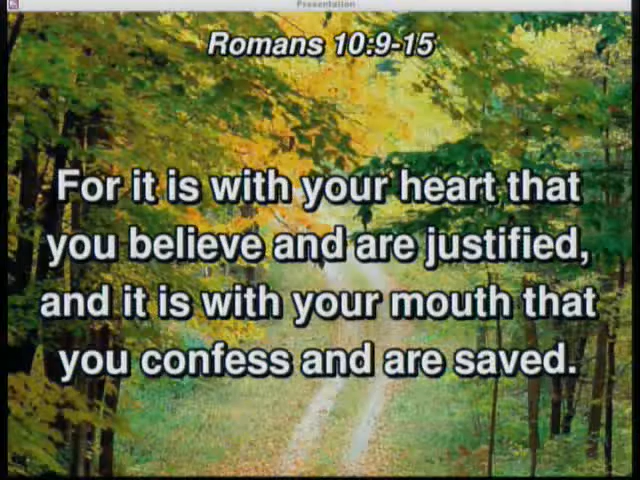 Presentation
Romans 10:9-15
For it is with your heart that
you believe and are justified,
and it is with your mouth that
you confess and are saved.